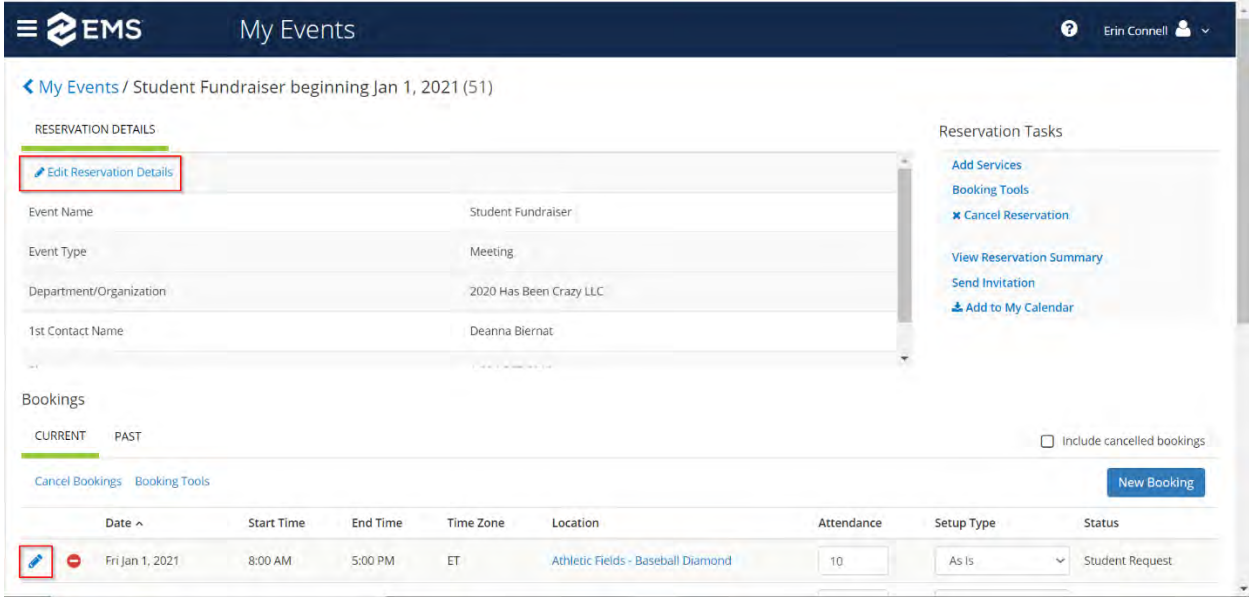 EMS My Events Erin Connell
My Events / Student Fundraiser beginning Jan 1, 2021 (51)
RESERVATION DETAILS
Edit Reservation Details
Event Name Student Fundraiser
Event Type Meeting
Department/Organization 2020 Has Been Crazy LLC
1st Contact Name Deanna Biernat
Reservation Tasks
Add Services
Booking Tools
Cancel Reservation
View Reservation Summary
Send Invitation
Add to My Calendar
Bookings
CURRENT PAST Include cancelled bookings
Cancel Bookings Booking Tools New Booking
Date Start Time End Time Time Zone Location Attendance Setup Type Status
Fri Jan 1, 2021 8:00 AM 5:00 PM ET Athletic Fields - Baseball Diamond 10 As Is Student Request